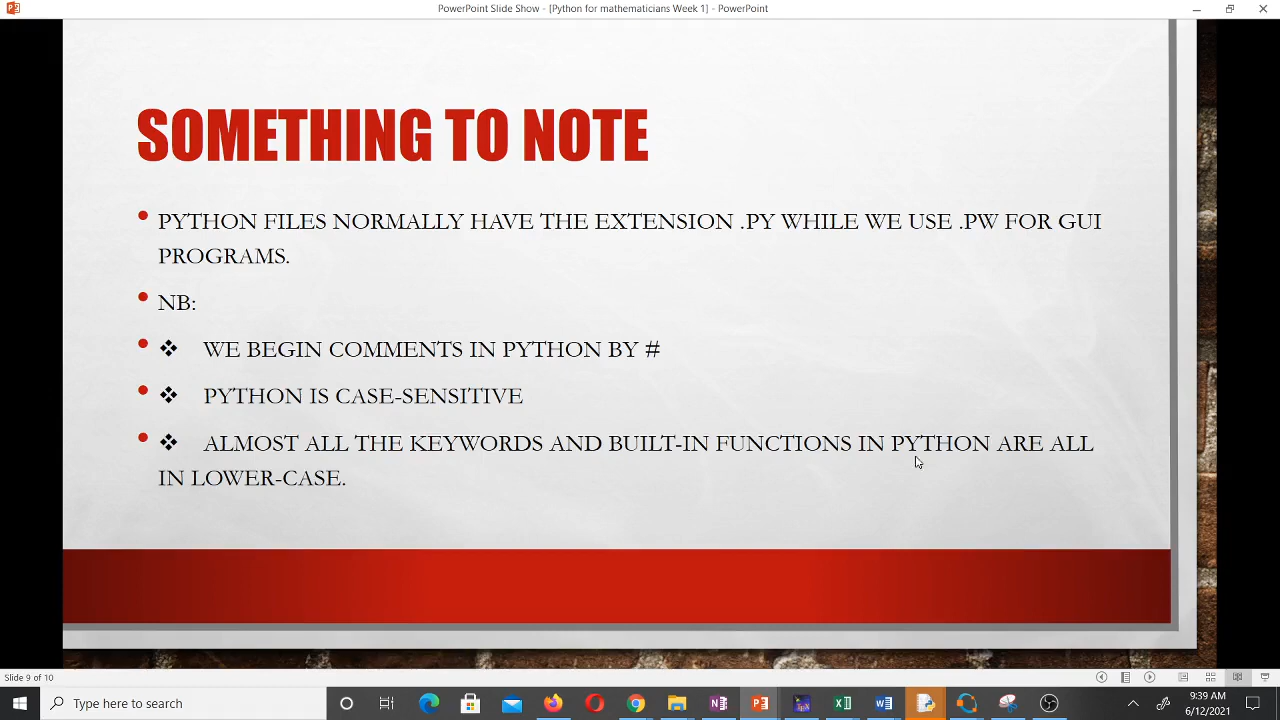 PowerPoint Slide Show - [Python for mathematicians Week 1] - PowerPoint
SOMETHING TO NOTE
• PYTHON FILES NORMALLY HAVE THE EXTENSION .PY WHILE WE USE .PW FOR GUI
PROGRAMS.
• NB:
• ❖ WE BEGIN COMMENTS IN PYTHON BY #
• ❖ PYTHON IS CASE-SENSITIVE
• ❖ ALMOST ALL THE KEYWORDS AND BUILT-IN FUNCTIONS IN PYTHON ARE ALL
IN LOWER-CASE.
Slide 9 of 10
Type here to search
9:39 AM
6/12/2021